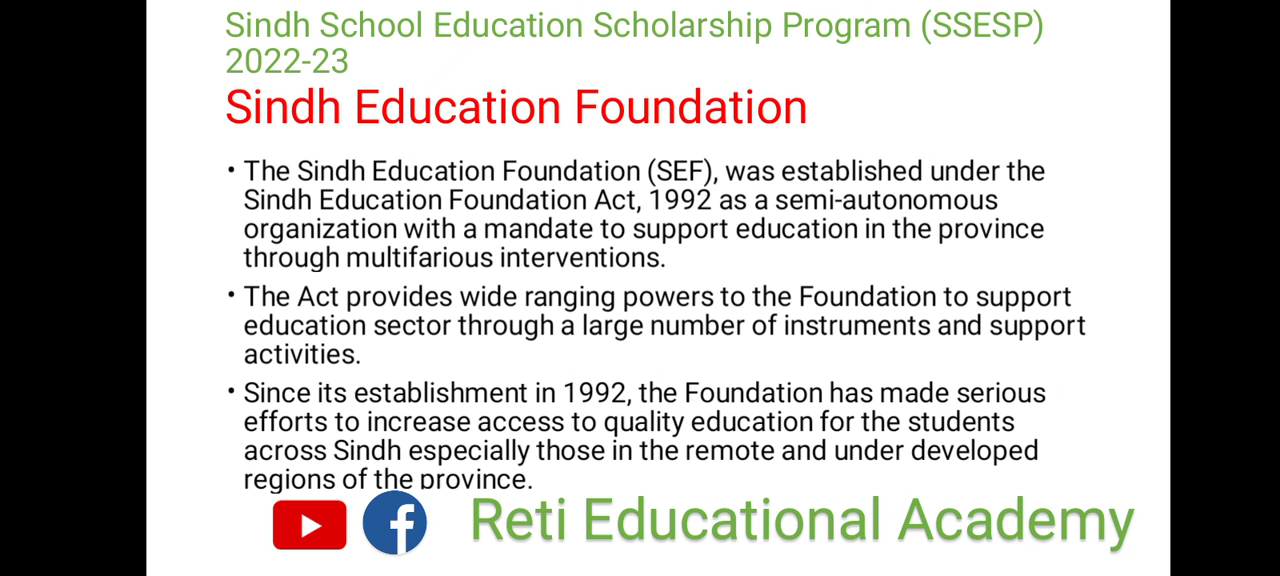 Sindh School Education Scholarship Program (SSESP)
2022-23
Sindh Education Foundation
• The Sindh Education Foundation (SEF), was established under the
Sindh Education Foundation Act, 1992 as a semi-autonomous
organization with a mandate to support education in the province
through multifarious interventions.
• The Act provides wide ranging powers to the Foundation to support
education sector through a large number of instruments and support
activities.
• Since its establishment in 1992, the Foundation has made serious
efforts to increase access to quality education for the students
across Sindh especially those in the remote and under developed
regions of the province.
Reti Educational Academy